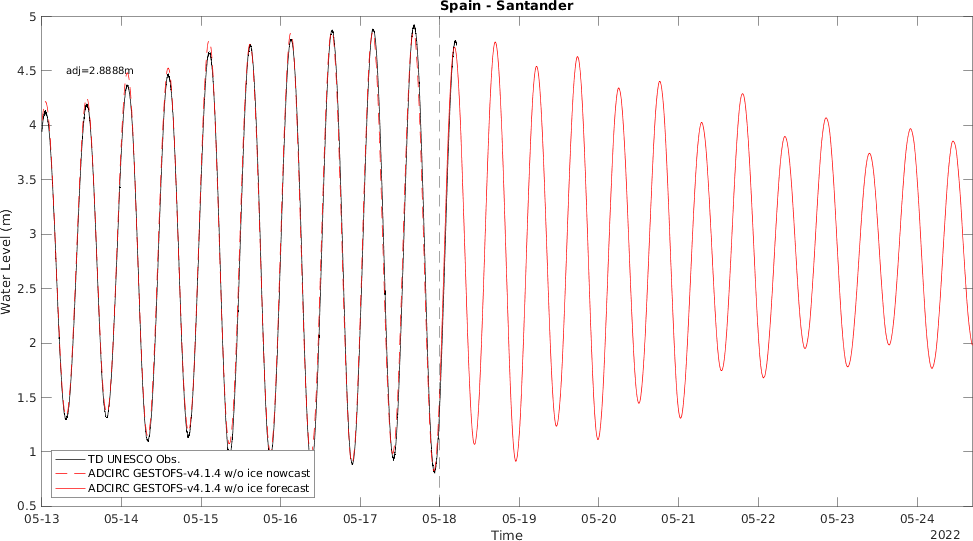 Spain - Santander
5
4.5
4
3.5
3
2.5
2
1.5
1
0.5
Water Level (m)
adj=2.8888m
TD UNESCO Obs.
ADCIRC GESTOFS-v4.1.4 w/o ice nowcast
ADCIRC GESTOFS-v4.1.4 w/o ice forecast
05-13 05-14 05-15 05-16 05-17 05-18 05-19 05-20 05-21 05-22 05-23 05-24
Time
2022